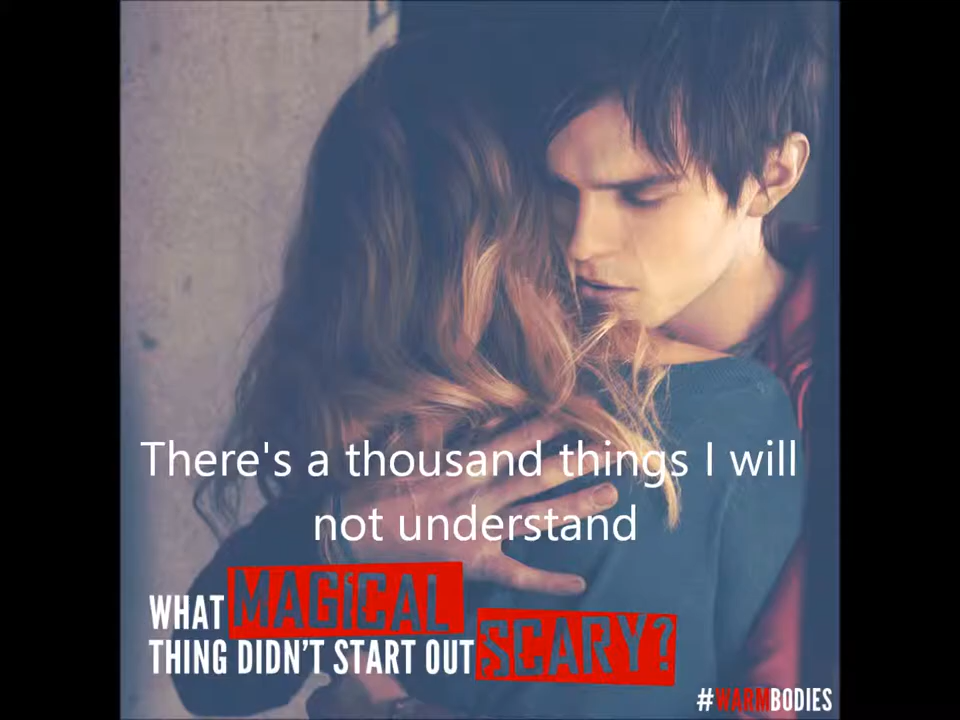 There's a thousand things I will
not understand
WHAT MAGICAL
THING DIDN'T START OUT SCARY?
#WARMBODIES